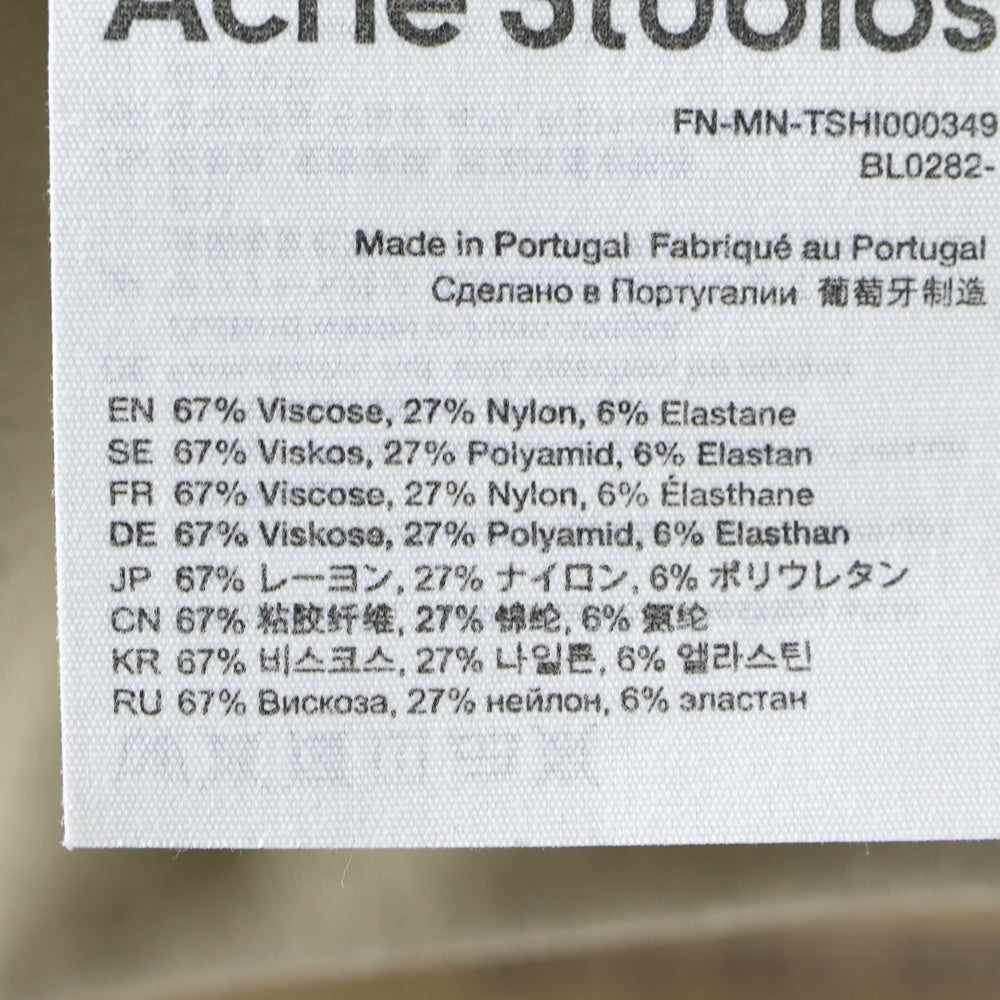 Acne Studios
FN-MN-TSHI000349
BL0282-
Made in Portugal Fabriqué au Portugal
Сделано в Португалии 葡萄牙制造
EN 67% Viscose, 27% Nylon, 6% Elastane
SE 67% Viskos, 27% Polyamid, 6% Elastan
FR 67% Viscose, 27% Nylon, 6% Élasthane
DE 67% Viskose, 27% Polyamid, 6% Elasthan
JP 67% レーヨン, 27% ナイロン, 6% ポリウレタン
CN 67% 粘胶纤维, 27% 锦纶, 6% 氨纶
KR 67% 비스코스, 27% 나일론, 6% 엘라스틴
RU 67% Вискоза, 27% нейлон, 6% эластан